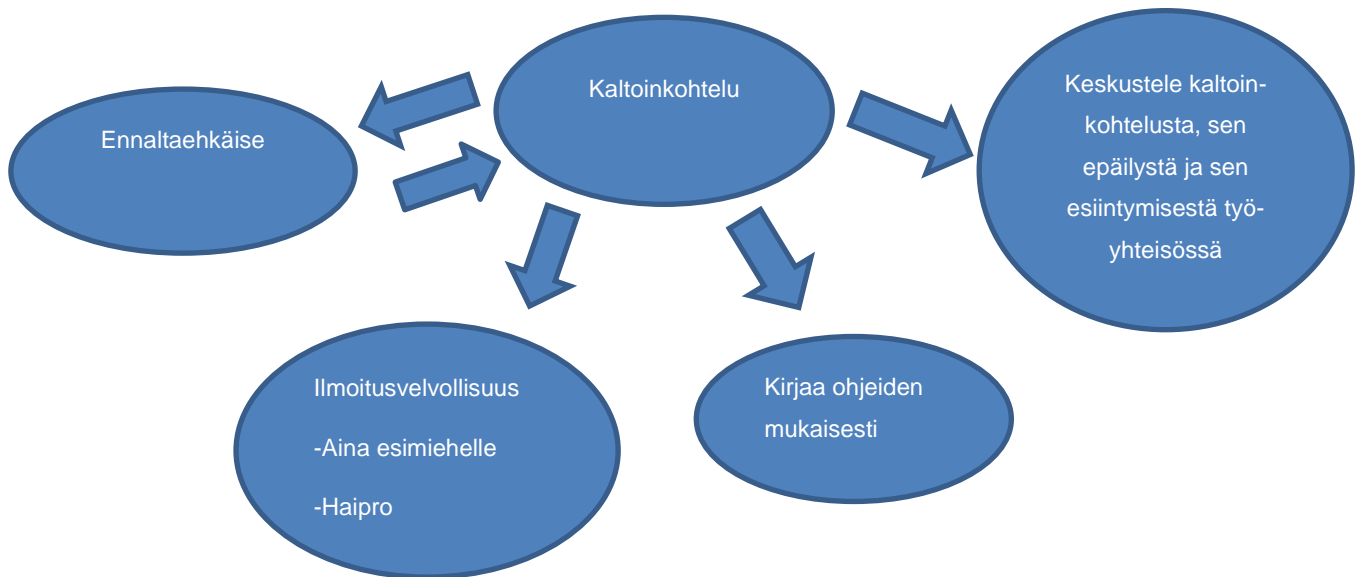 Kaltoinkohtelu
Ennaltaehkäise
Keskustele kaltoin-
kohtelusta, sen
epäilystä ja sen
esiintymisestä työ-
yhteisössä
Ilmoitusvelvollisuus
-Aina esimiehelle
-Haipro
Kirjaa ohjeiden
mukaisesti